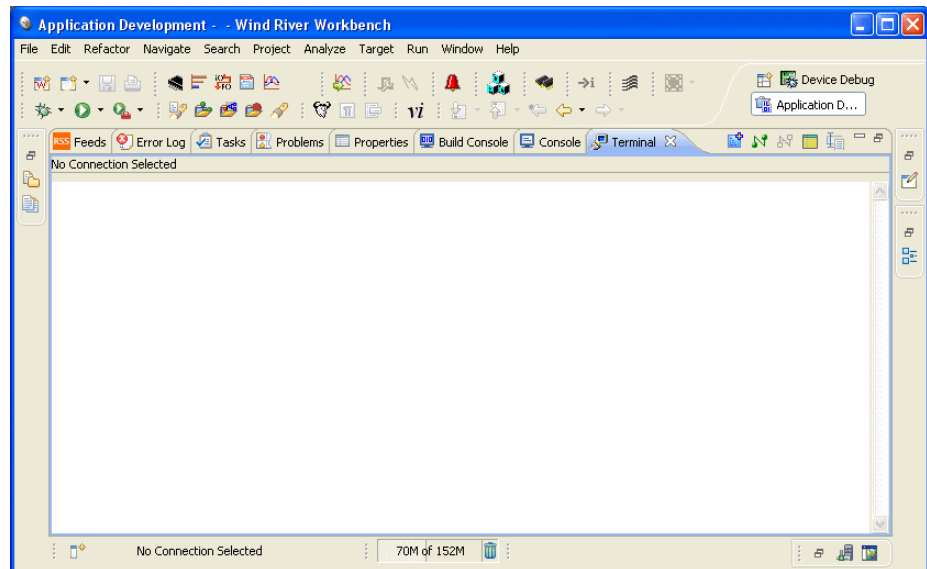 Application Development - - Wind River Workbench
File Edit Refactor Navigate Search Project Analyze Target Run Window Help
Device Debug
vi
Application D...
RSS Feeds Error Log Tasks Problems Properties Build Console Console Terminal
No Connection Selected
No Connection Selected 70M of 152M